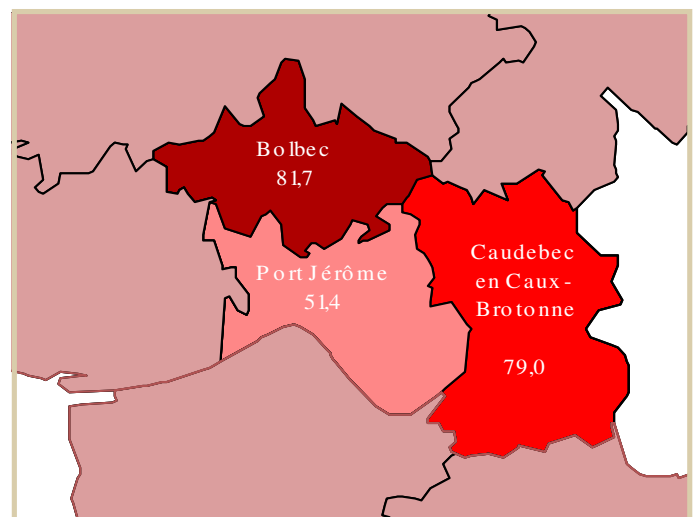 Bolbec
81,7
Port Jérôme
51,4
Caudebec
en Caux-
Brotonne
79,0